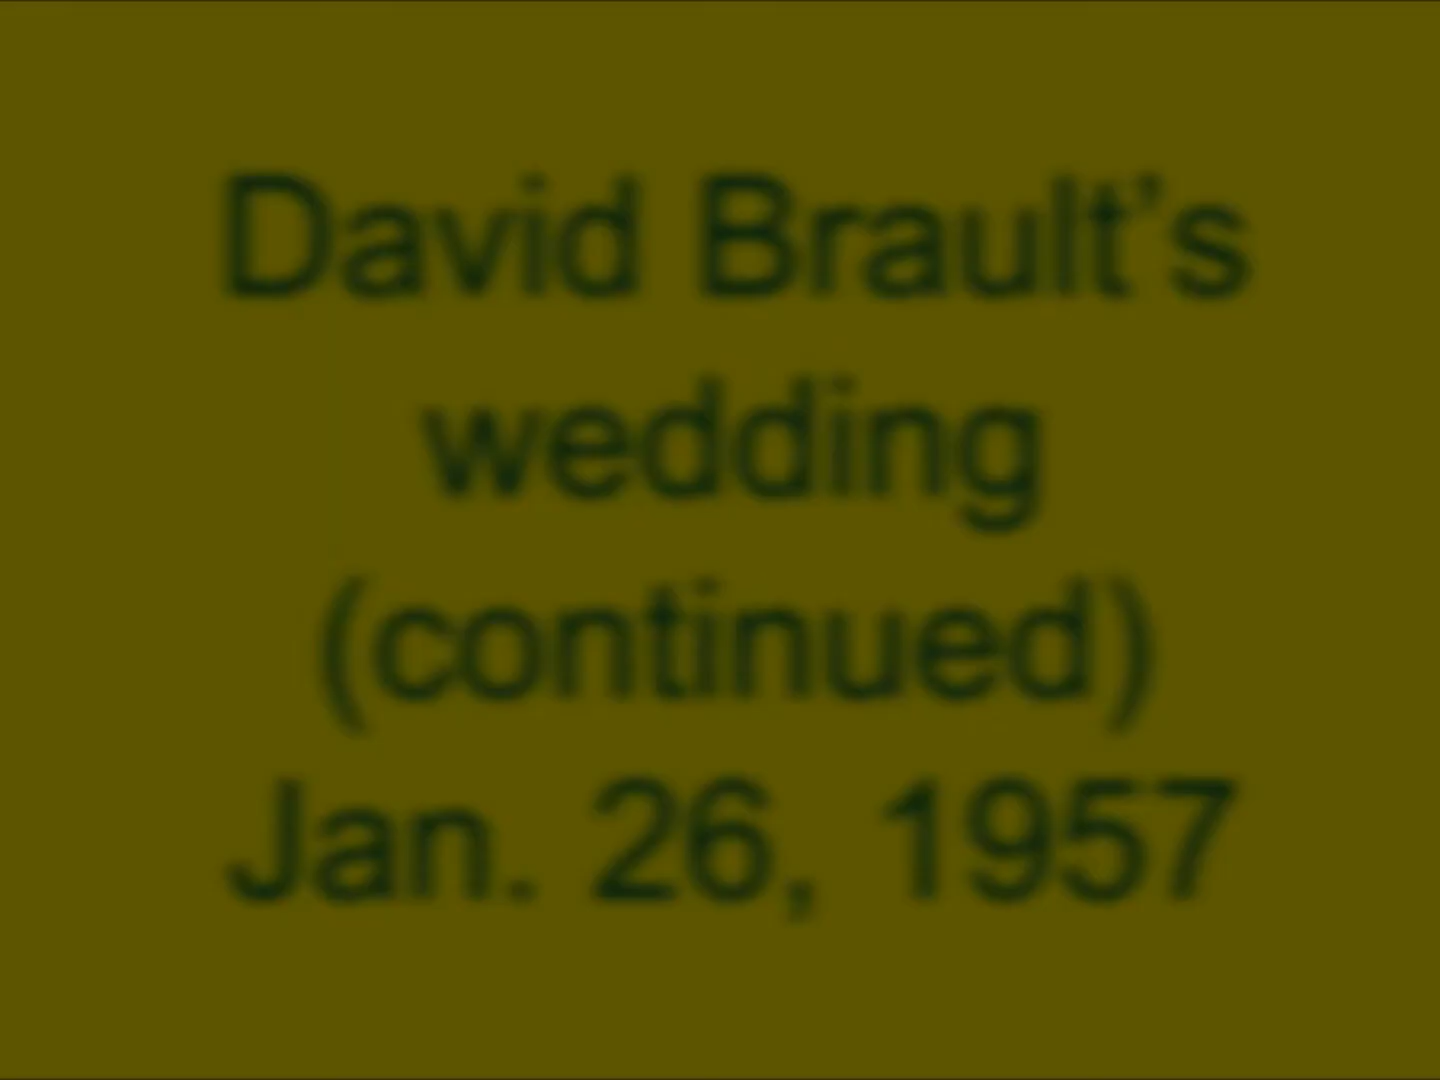 David Brault’s
wedding
(continued)
Jan. 26, 1957